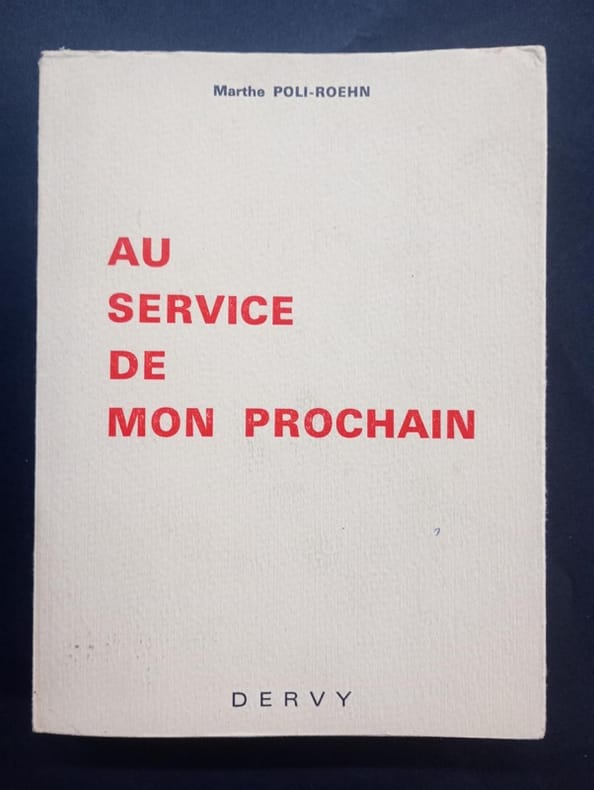 Marthe POLI-ROEHN
AU
SERVICE
DE
MON PROCHAIN
DERVY